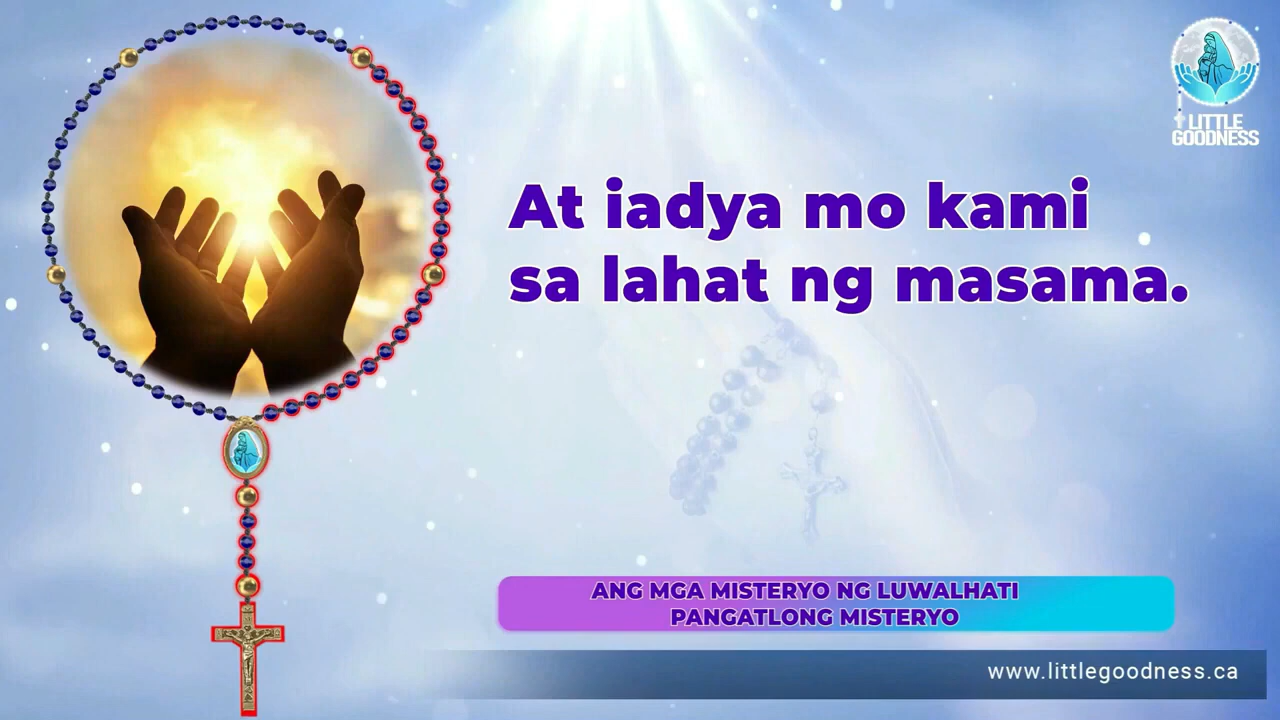 LITTLE
GOODNESS
At iadya mo kami
sa lahat ng masama.
ANG MGA MISTERYO NG LUWALHATI
PANGATLONG MISTERYO
www.littlegoodness.ca